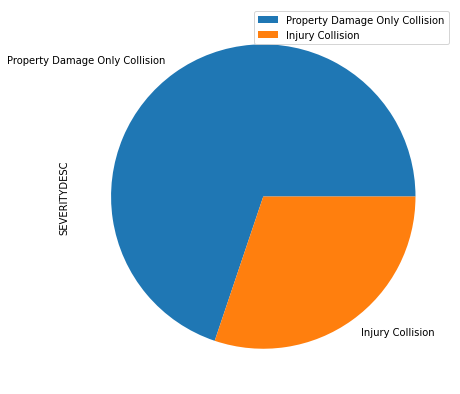 Property Damage Only Collision
Injury Collision
Property Damage Only Collision
SEVERITYDESC
Injury Collision